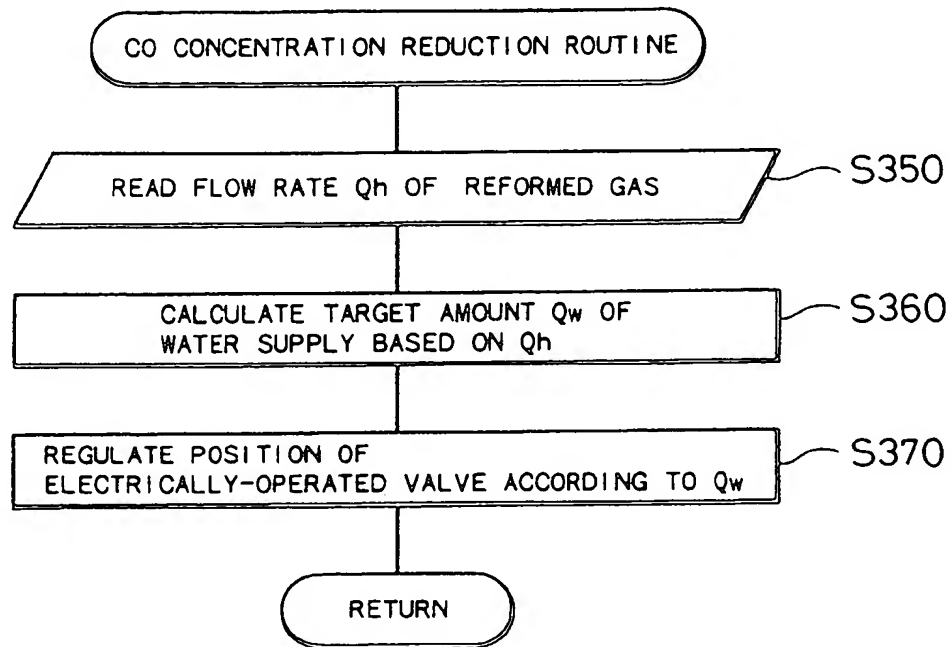 CO CONCENTRATION REDUCTION ROUTINE
READ FLOW RATE Qh OF REFORMED GAS
S350
CALCULATE TARGET AMOUNT Qw OF
WATER SUPPLY BASED ON Qh
S360
REGULATE POSITION OF
ELECTRICALLY-OPERATED VALVE ACCORDING TO Qw
S370
RETURN